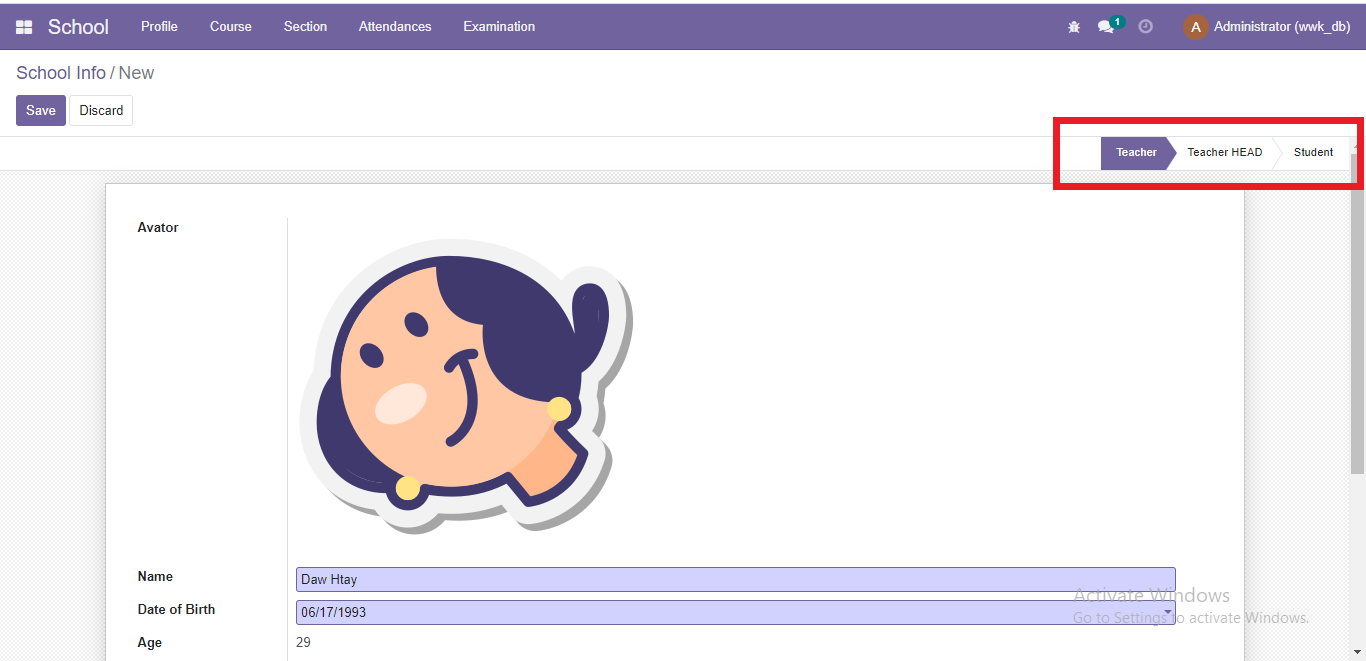 School Profile Course Section Attendances Examination 1 A Administrator (wwk_db)
School Info / New
Save Discard
Teacher Teacher HEAD Student
Avator
Name Daw Htay
Date of Birth 06/17/1993
Age 29
Activate Windows
Go to Settings to activate Windows.